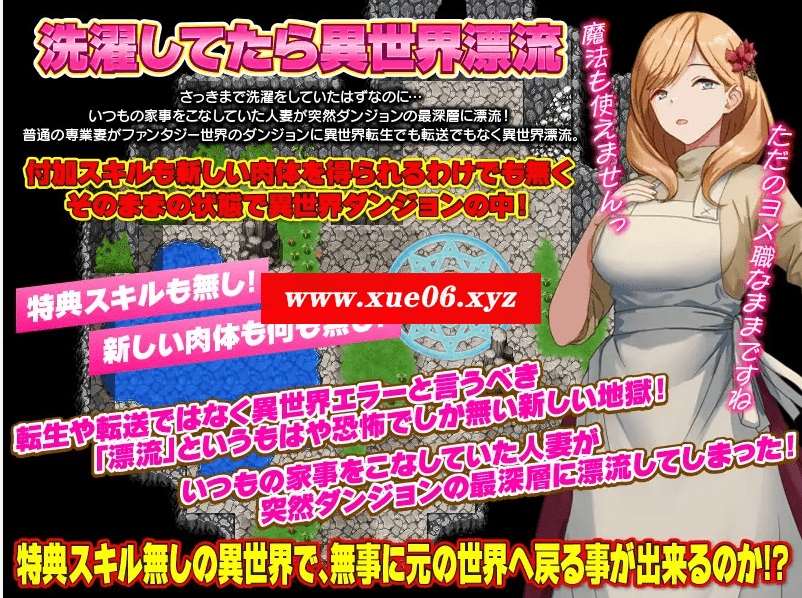 洗濯してたら異世界漂流
さっきまで洗濯をしていたはずなのに…
いつもの家事をこなしていた人妻が突然ダンジョンの最深層に漂流！
普通の専業妻がファンタジー世界のダンジョンに異世界転生でも転送でもなく異世界漂流。
付加スキルも新しい肉体を得られるわけでも無く
そのままの状態で異世界ダンジョンの中！
魔法も使えませんっ
ただのヨメ職なままですね
特典スキルも無し！
www.xue06.xyz
新しい肉体も何も無し！
転生や転送ではなく異世界エラーと言うべき
「漂流」というもはや恐怖でしか無い新しい地獄！
いつもの家事をこなしていた人妻が
突然ダンジョンの最深層に漂流してしまった！
特典スキル無しの異世界で、無事に元の世界へ戻る事が出来るのか!?